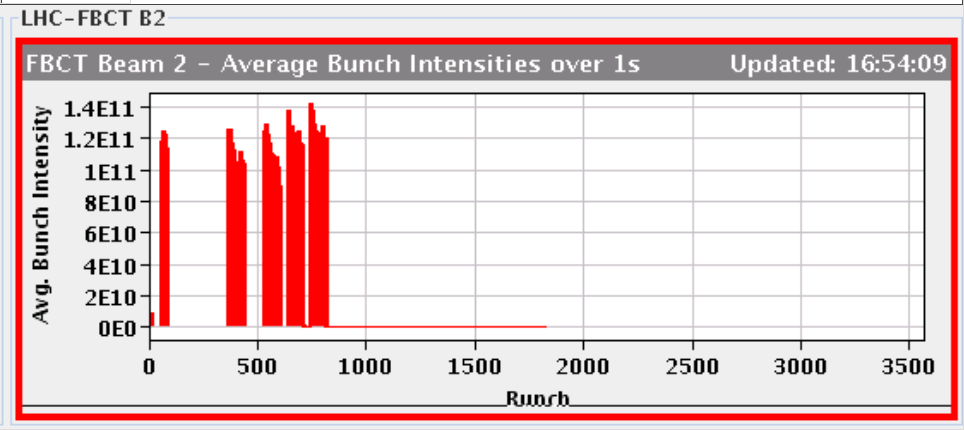 LHC-FBCT B2
FBCT Beam 2 - Average Bunch Intensities over 1s Updated: 16:54:09
Avg. Bunch Intensity
1.4E11
1.2E11
1E11
8E10
6E10
4E10
2E10
0E0
0 500 1000 1500 2000 2500 3000 3500
Bunch